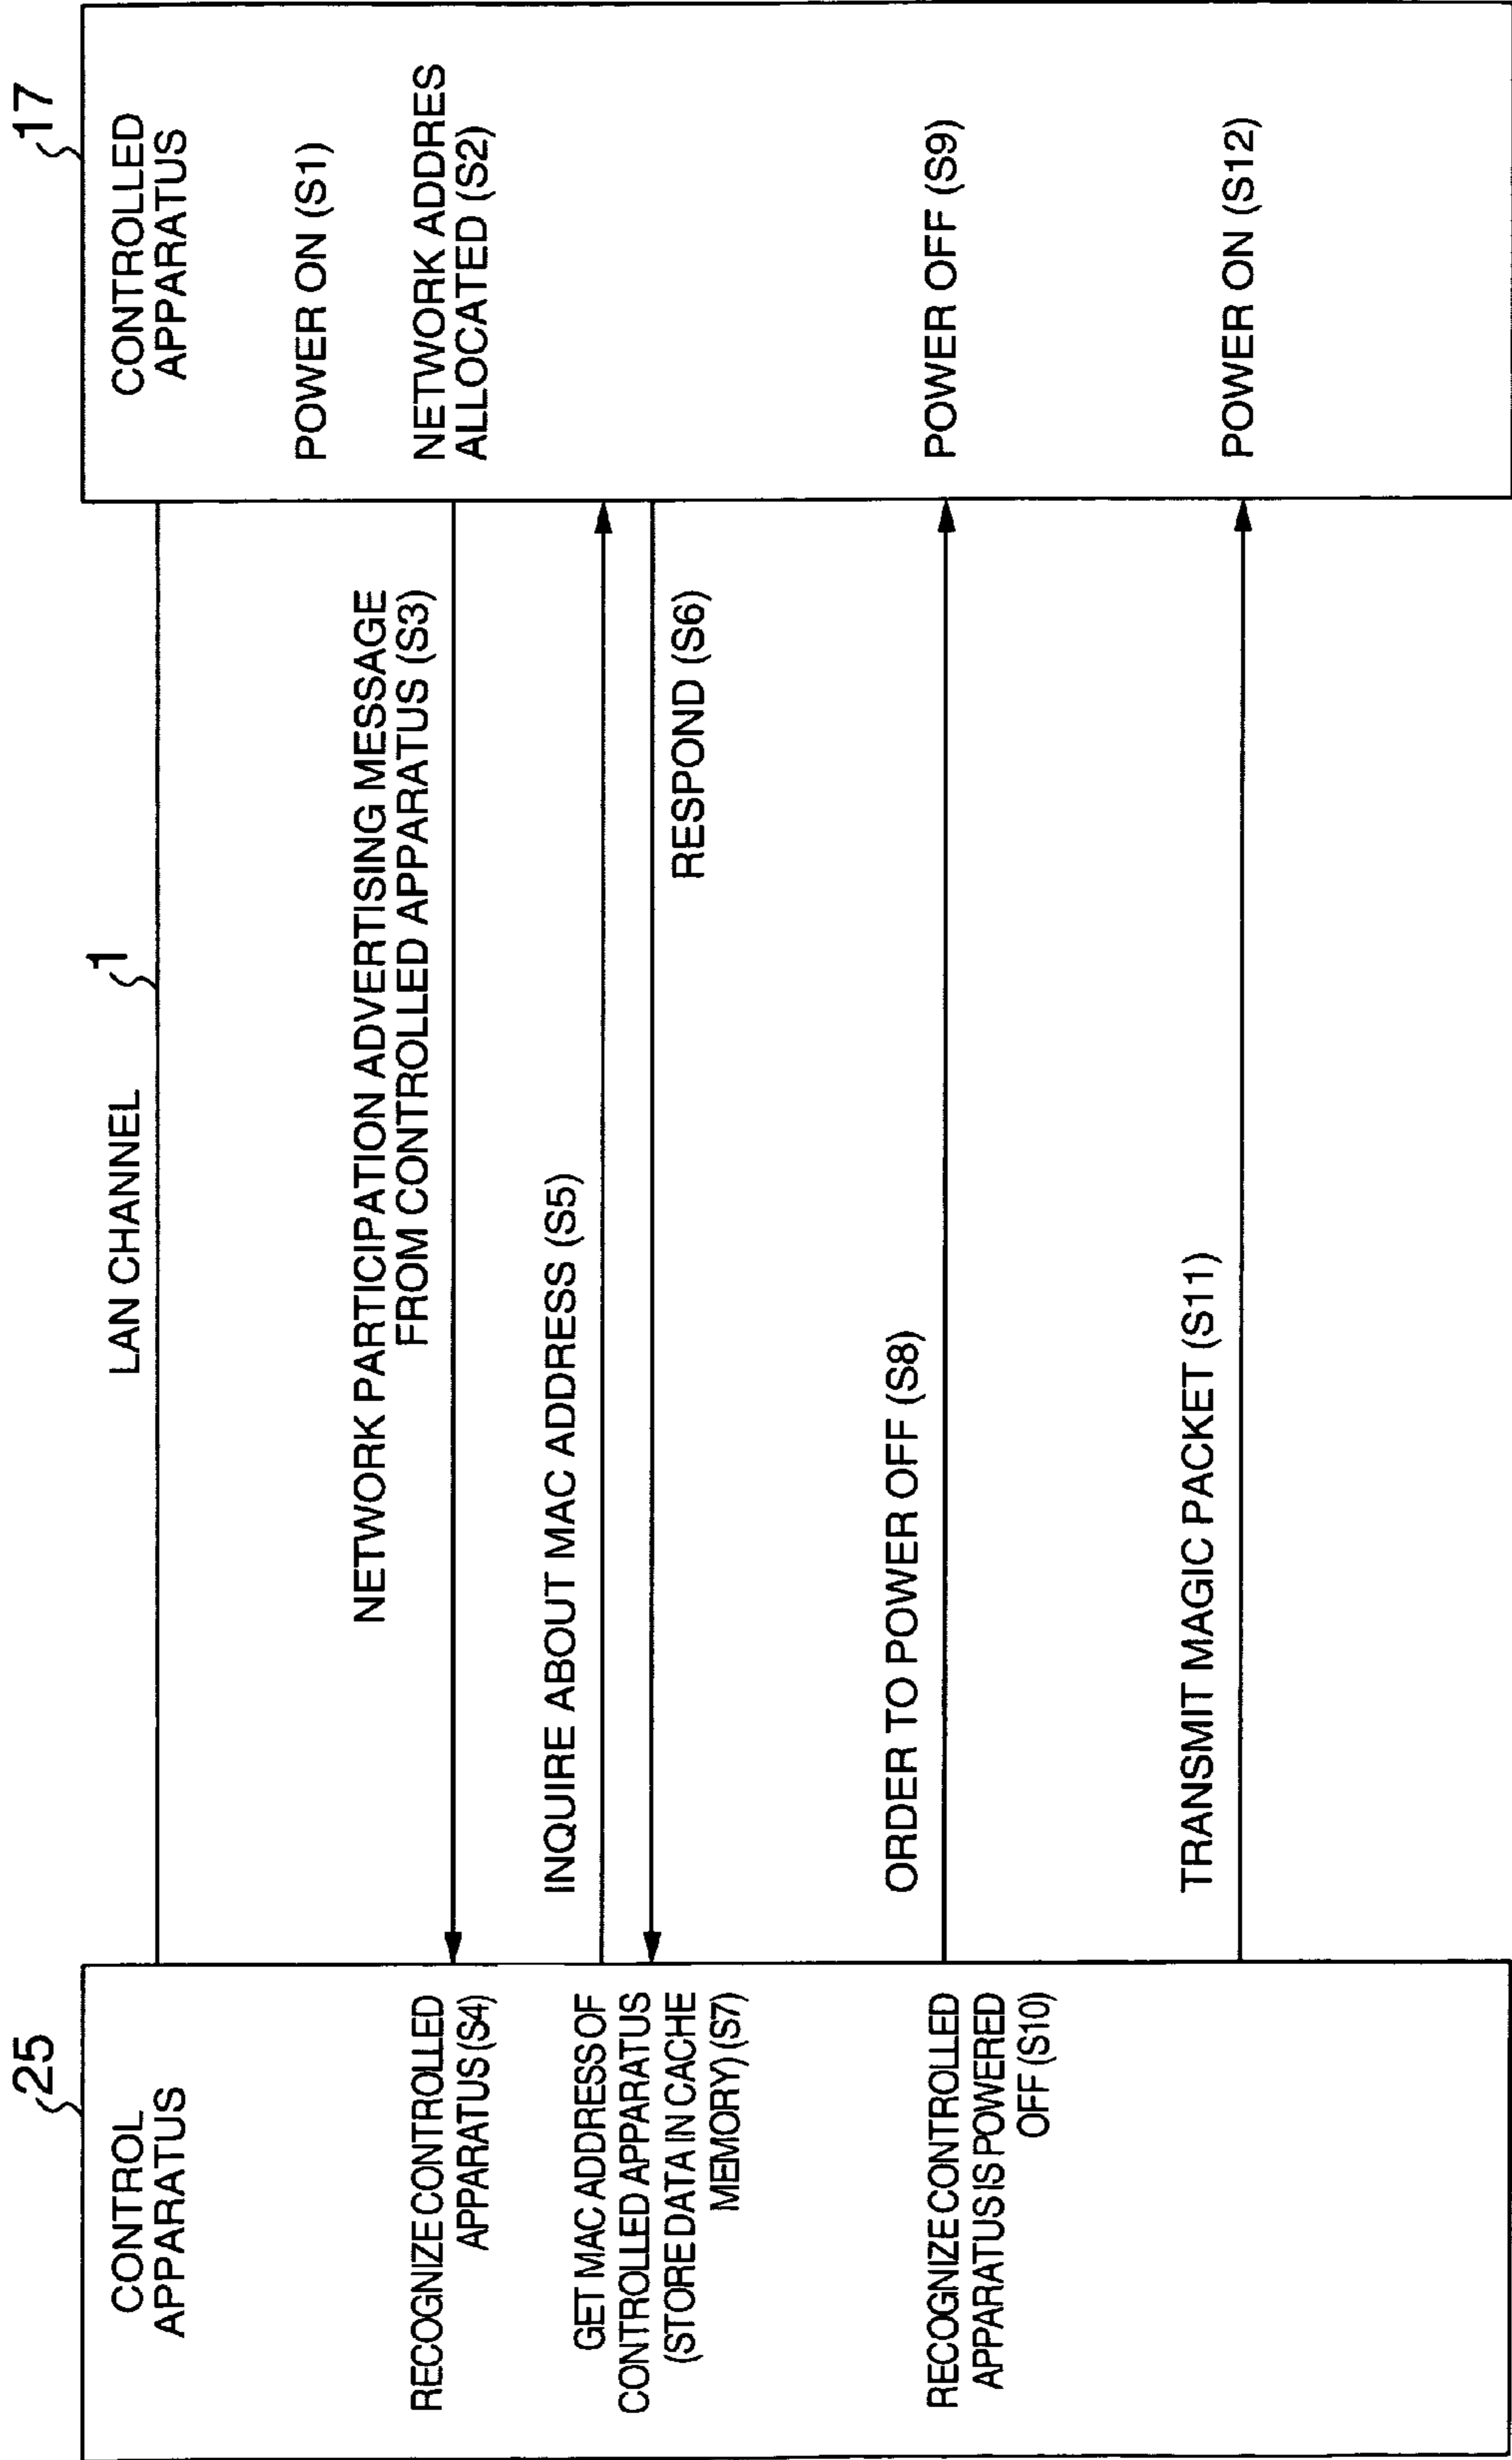 25
CONTROL
APPARATUS
LAN CHANNEL
1
17
CONTROLLED
APPARATUS
POWER ON (S1)
NETWORK ADDRES
ALLOCATED (S2)
NETWORK PARTICIPATION ADVERTISING MESSAGE
FROM CONTROLLED APPARATUS (S3)
RECOGNIZE CONTROLLED
APPARATUS (S4)
INQUIRE ABOUT MAC ADDRESS (S5)
RESPOND (S6)
GET MAC ADDRESS OF
CONTROLLED APPARATUS
(STORE DATA IN CACHE
MEMORY) (S7)
ORDER TO POWER OFF (S8)
POWER OFF (S9)
RECOGNIZE CONTROLLED
APPARATUS IS POWERED
OFF (S10)
TRANSMIT MAGIC PACKET (S11)
POWER ON (S12)